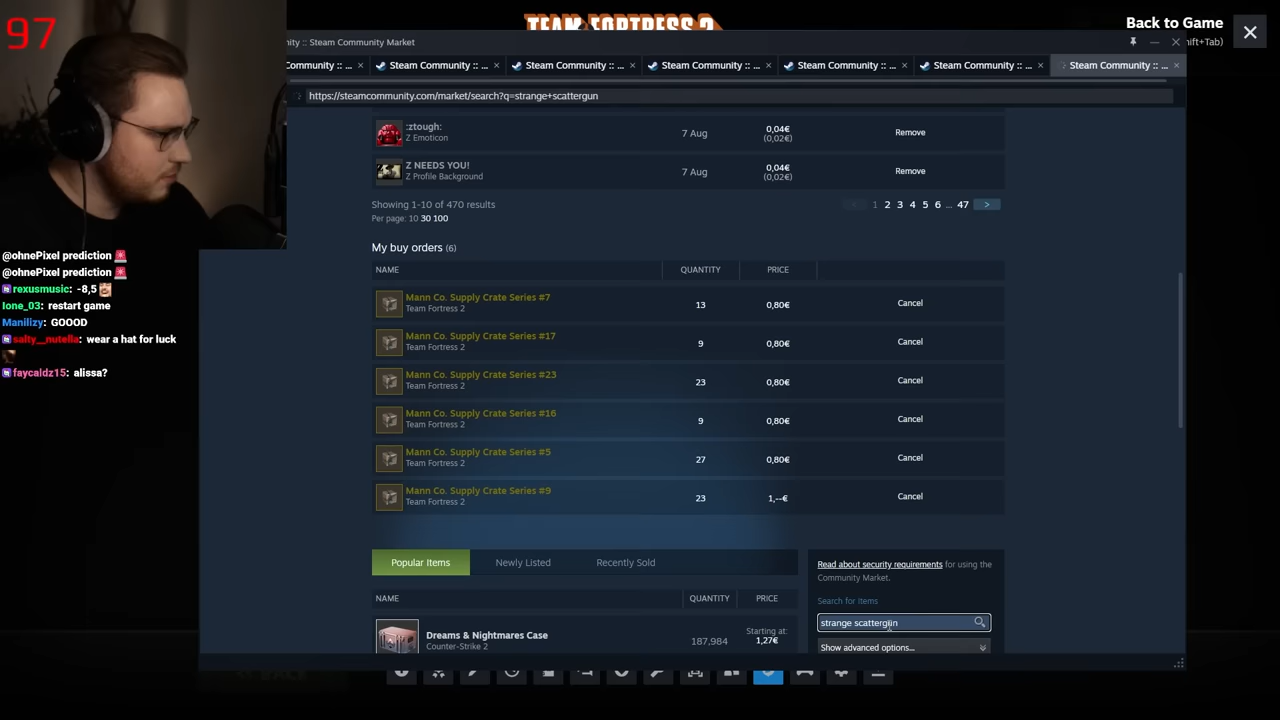 97
TEAM FORTRESS 2
Back to Game
ift+Tab)
nity :: Steam Community Market
Community :: ...
Steam Community :: ...
Steam Community :: ...
Steam Community :: ...
Steam Community :: ...
Steam Community :: ...
Steam Community :: ...
https://steamcommunity.com/market/search?q=strange+scattergun
:ztough:
Z Emoticon
7 Aug
0,04€
(0,02€)
Remove
Z NEEDS YOU!
Z Profile Background
7 Aug
0,04€
(0,02€)
Remove
Showing 1-10 of 470 results
< 1 2 3 4 5 6 ... 47 >
Per page: 10 30 100
My buy orders (6)
NAME QUANTITY PRICE
Mann Co. Supply Crate Series #7
Team Fortress 2
13 0,80€ Cancel
Mann Co. Supply Crate Series #17
Team Fortress 2
9 0,80€ Cancel
Mann Co. Supply Crate Series #23
Team Fortress 2
23 0,80€ Cancel
Mann Co. Supply Crate Series #16
Team Fortress 2
9 0,80€ Cancel
Mann Co. Supply Crate Series #5
Team Fortress 2
27 0,80€ Cancel
Mann Co. Supply Crate Series #9
Team Fortress 2
23 1,--€ Cancel
Popular Items Newly Listed Recently Sold
NAME QUANTITY PRICE
Dreams & Nightmares Case
Counter-Strike 2
187,984
Starting at:
1,27€
Read about security requirements for using the
Community Market.
Search for Items
strange scattergun
Show advanced options...
@ohnePixel prediction
@ohnePixel prediction
rexusmusic: -8,5
Ione_03: restart game
Manilizy: GOOOD
salty__nutella: wear a hat for luck
faycaldz15: alissa?
BACK